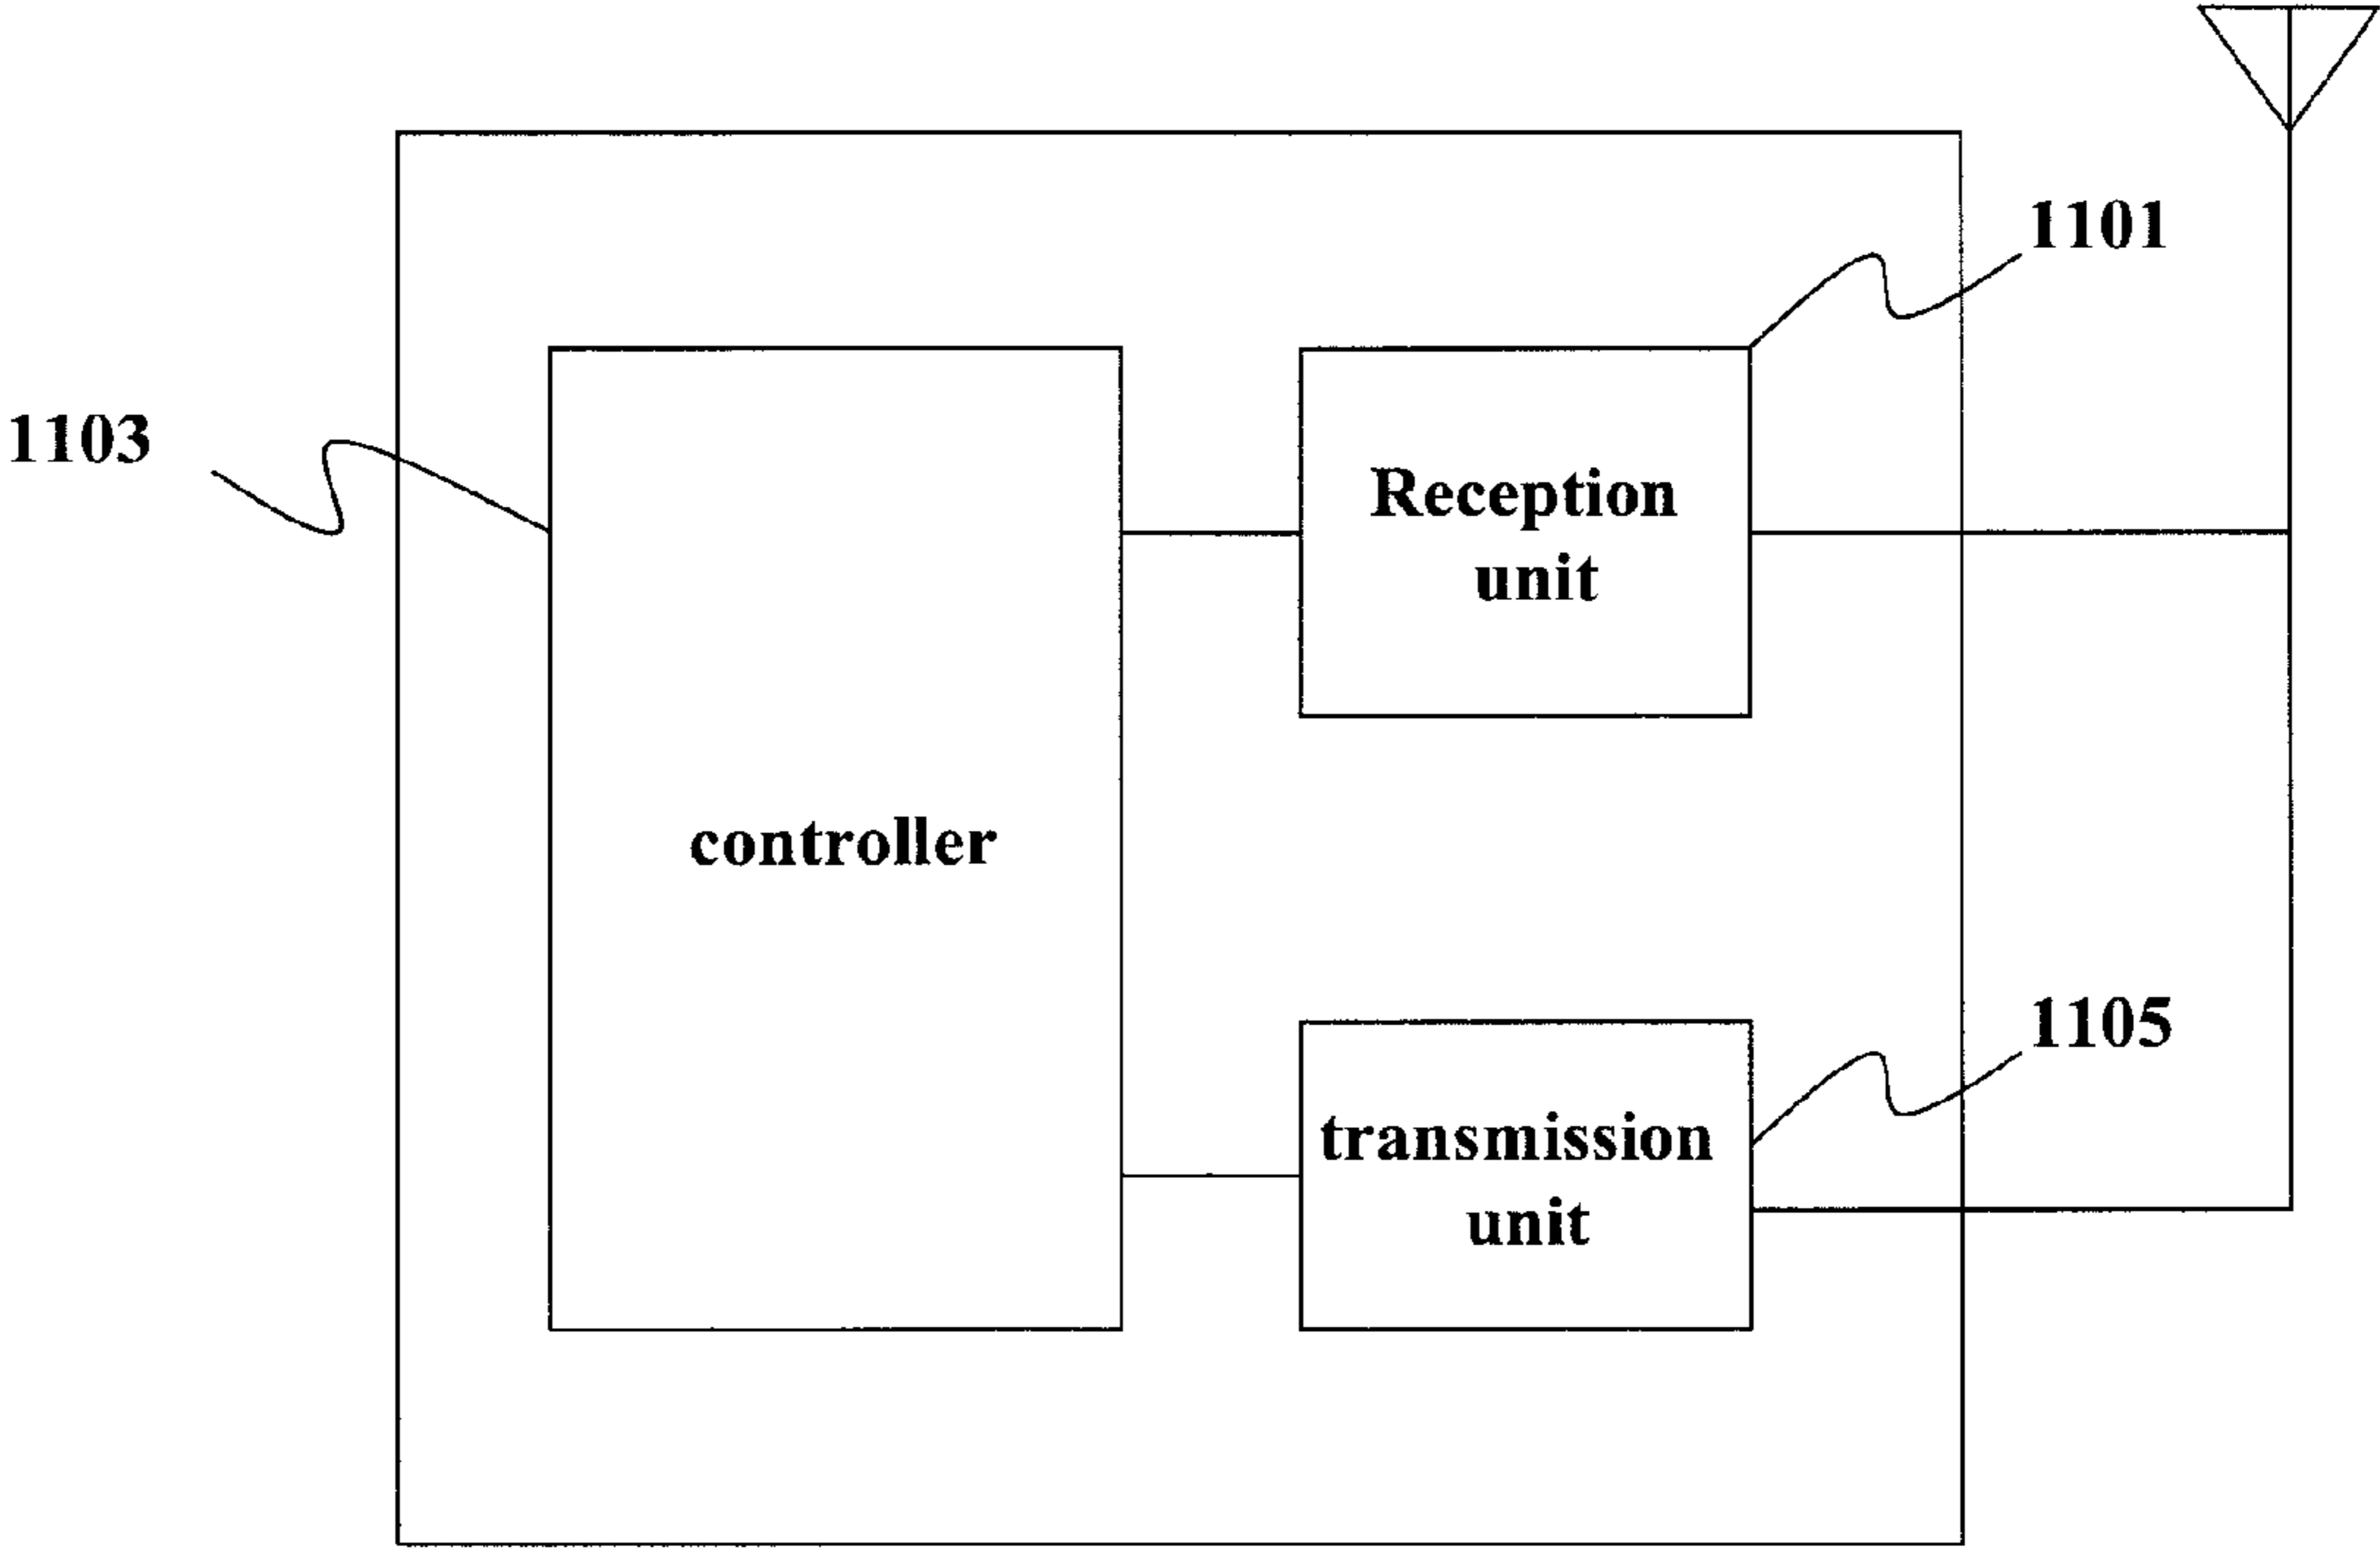 1101
1103
Reception
unit
controller
1105
transmission
unit